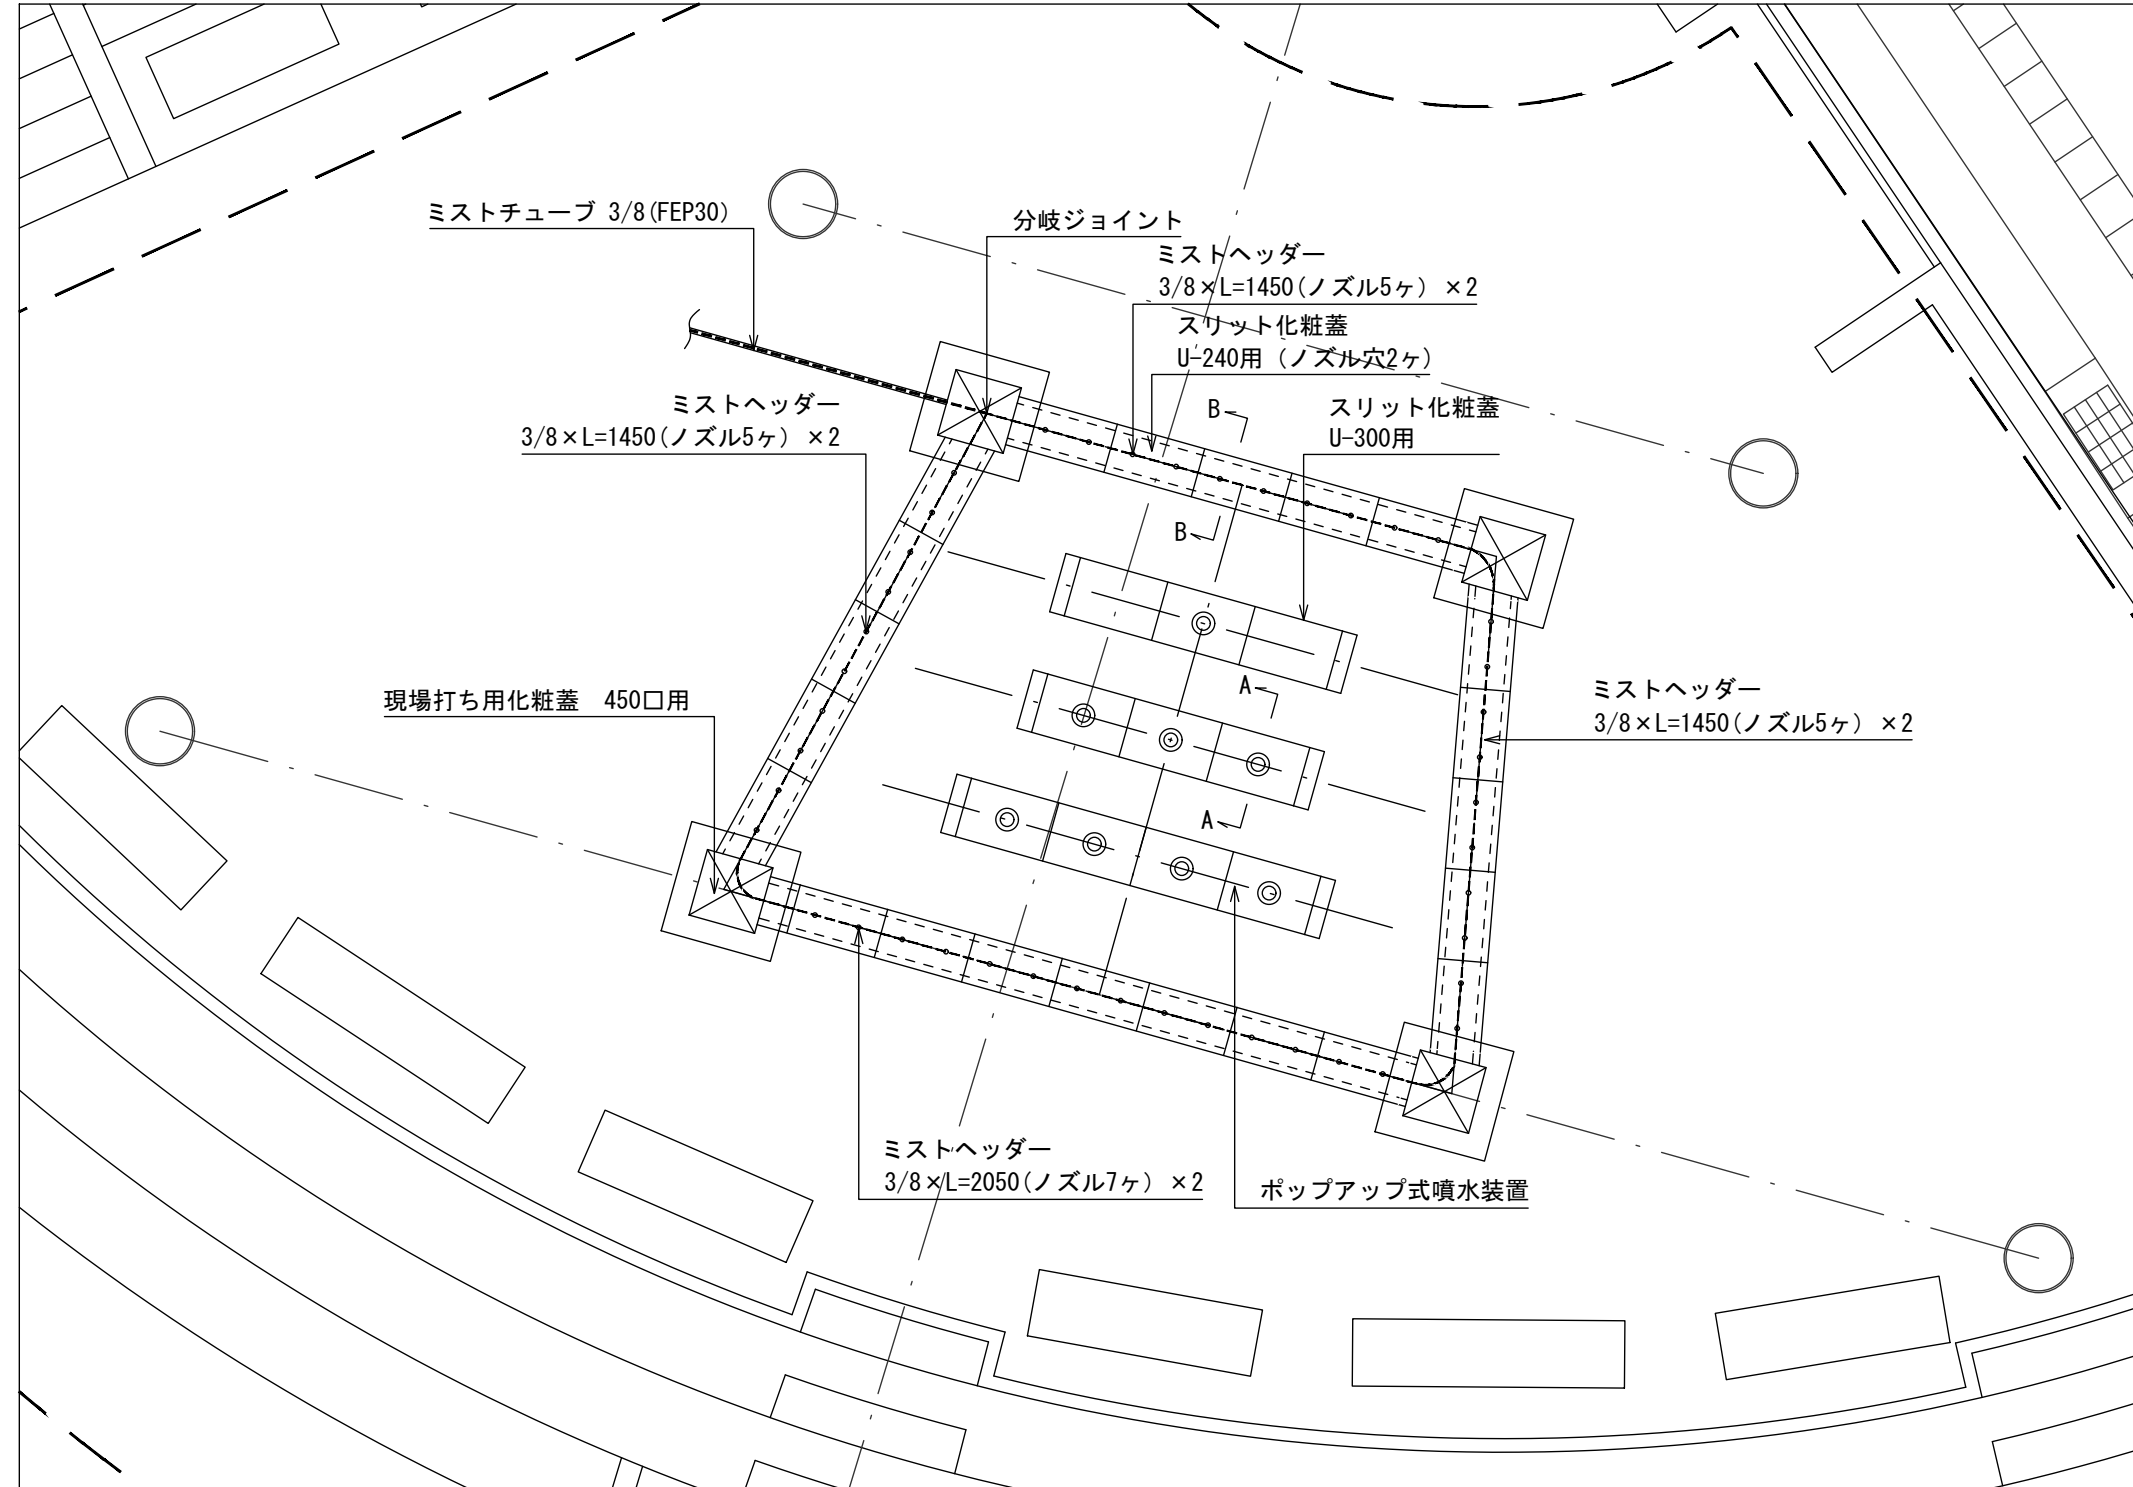 ミストチューブ 3/8(FEP30)
分岐ジョイント
ミストヘッダー
3/8×L=1450(ノズル5ヶ) ×2
スリット化粧蓋
U-240用 (ノズル穴2ヶ)
ミストヘッダー
3/8×L=1450(ノズル5ヶ) ×2
B
スリット化粧蓋
U-300用
B
A
ミストヘッダー
3/8×L=1450(ノズル5ヶ) ×2
現場打ち用化粧蓋 450口用
A
ミストヘッダー
3/8×L=2050(ノズル7ヶ) ×2
ポップアップ式噴水装置